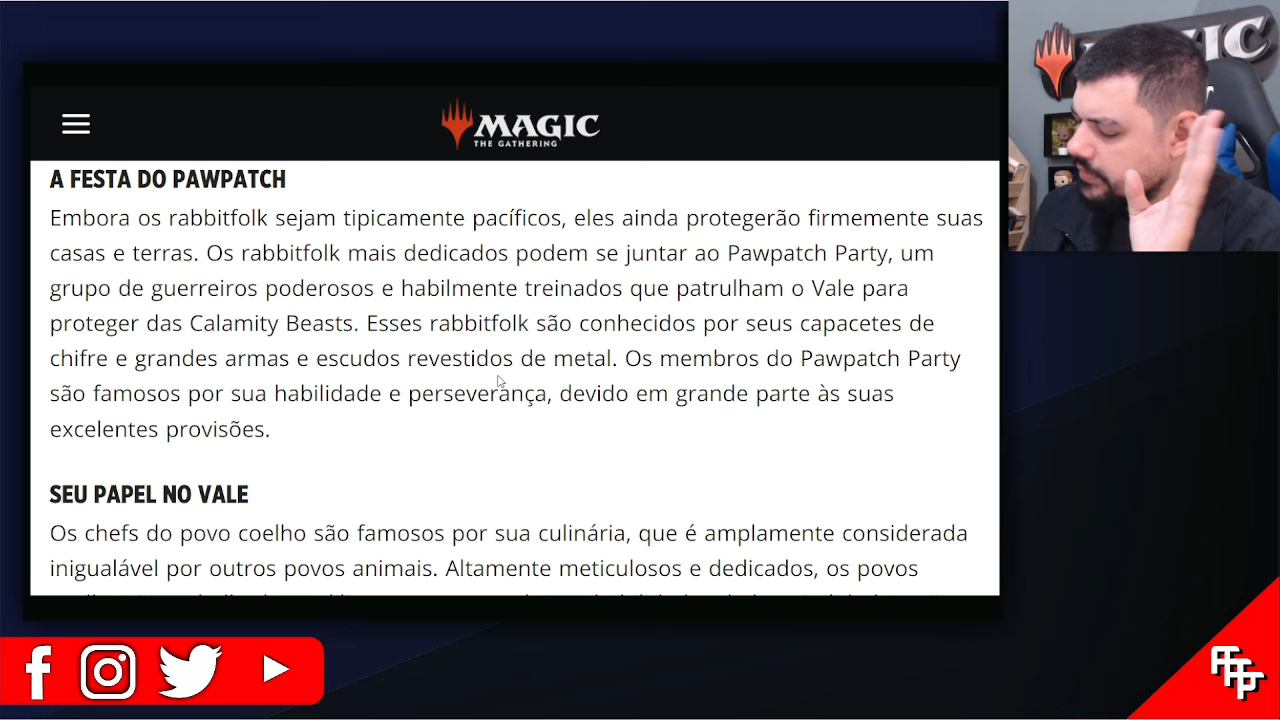 MAGIC
THE GATHERING
A FESTA DO PAWPATCH
Embora os rabbitfolk sejam tipicamente pacíficos, eles ainda protegerão firmemente suas
casas e terras. Os rabbitfolk mais dedicados podem se juntar ao Pawpatch Party, um
grupo de guerreiros poderosos e habilmente treinados que patrulham o Vale para
proteger das Calamity Beasts. Esses rabbitfolk são conhecidos por seus capacetes de
chifre e grandes armas e escudos revestidos de metal. Os membros do Pawpatch Party
são famosos por sua habilidade e perseverança, devido em grande parte às suas
excelentes provisões.
SEU PAPEL NO VALE
Os chefs do povo coelho são famosos por sua culinária, que é amplamente considerada
inigualável por outros povos animais. Altamente meticulosos e dedicados, os povos